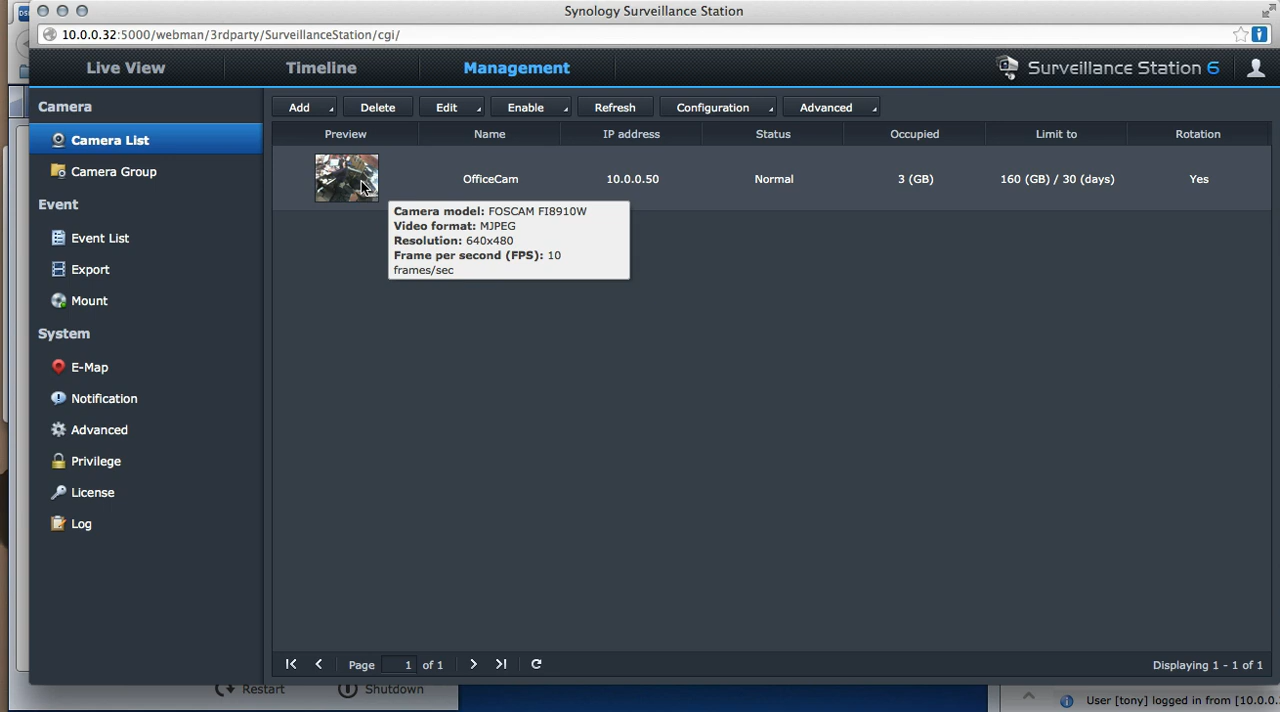 Synology Surveillance Station
10.0.0.32:5000/webman/3rdparty/SurveillanceStation/cgi/
Live View
Timeline
Management
Surveillance Station 6
Camera
Camera List
Camera Group
Event
Event List
Export
Mount
System
E-Map
Notification
Advanced
Privilege
License
Log
Add
Delete
Edit
Enable
Refresh
Configuration
Advanced
Preview
Name
IP address
Status
Occupied
Limit to
Rotation
OfficeCam
10.0.0.50
Normal
3 (GB)
160 (GB) / 30 (days)
Yes
Camera model: FOSCAM FI8910W
Video format: MJPEG
Resolution: 640x480
Frame per second (FPS): 10
frames/sec
Page 1 of 1
Displaying 1 - 1 of 1
Restart
Shutdown
User [tony] logged in from [10.0.0.